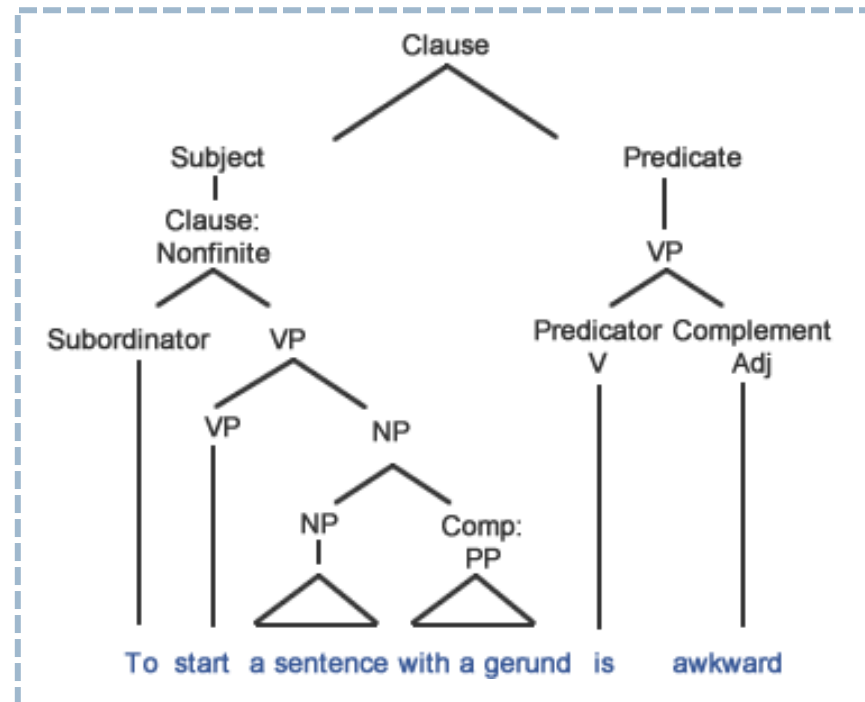 Clause
Subject Predicate
Clause:
Nonfinite VP
Subordinator VP Predicator Complement
V Adj
VP NP
NP Comp:
PP
To start a sentence with a gerund is awkward